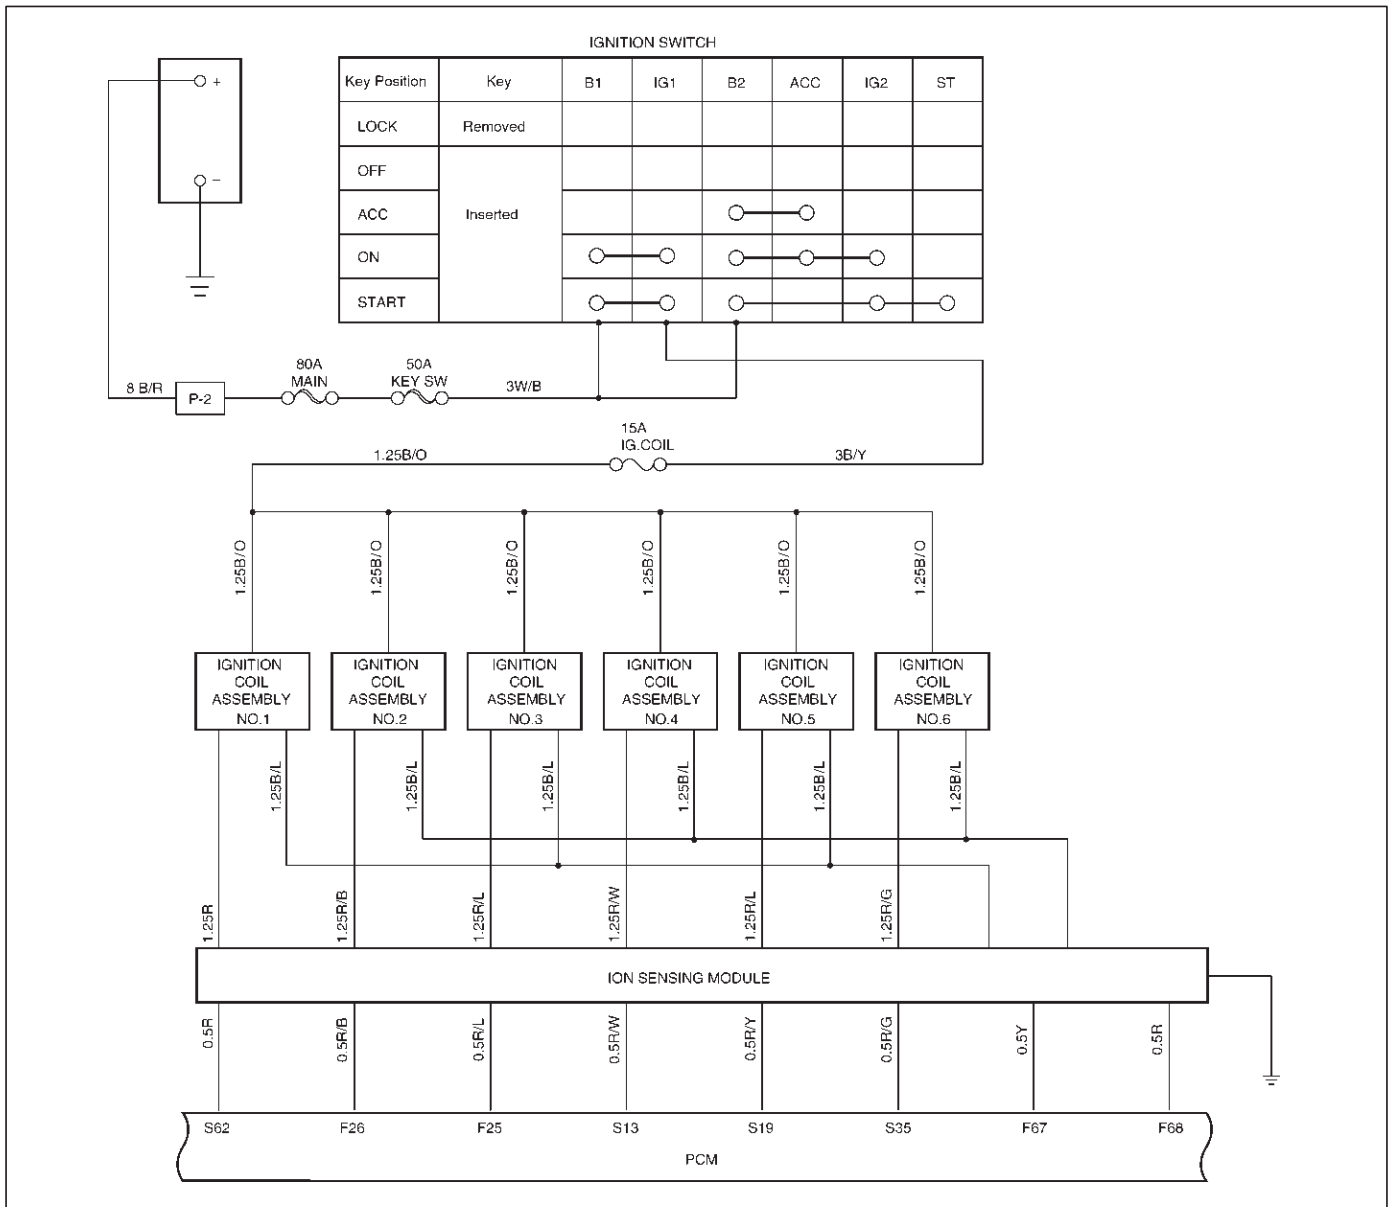 IGNITION SWITCH
Key Position Key B1 IG1 B2 ACC IG2 ST
LOCK Removed
OFF
ACC Inserted
ON
START
+
−
80A
MAIN
50A
KEY SW
8 B/R
P-2
3W/B
15A
IG.COIL
1.25B/O
3B/Y
1.25B/O 1.25B/O 1.25B/O 1.25B/O 1.25B/O 1.25B/O
IGNITION COIL ASSEMBLY NO.1
IGNITION COIL ASSEMBLY NO.2
IGNITION COIL ASSEMBLY NO.3
IGNITION COIL ASSEMBLY NO.4
IGNITION COIL ASSEMBLY NO.5
IGNITION COIL ASSEMBLY NO.6
1.25B/L 1.25B/L 1.25B/L 1.25B/L 1.25B/L 1.25B/L
1.25R 1.25R/B 1.25R/L 1.25R/W 1.25R/L 1.25R/G
ION SENSING MODULE
0.5R 0.5R/B 0.5R/L 0.5R/W 0.5R/Y 0.5R/G 0.5Y 0.5R
S62 F26 F25 S13 S19 S35 F67 F68
PCM